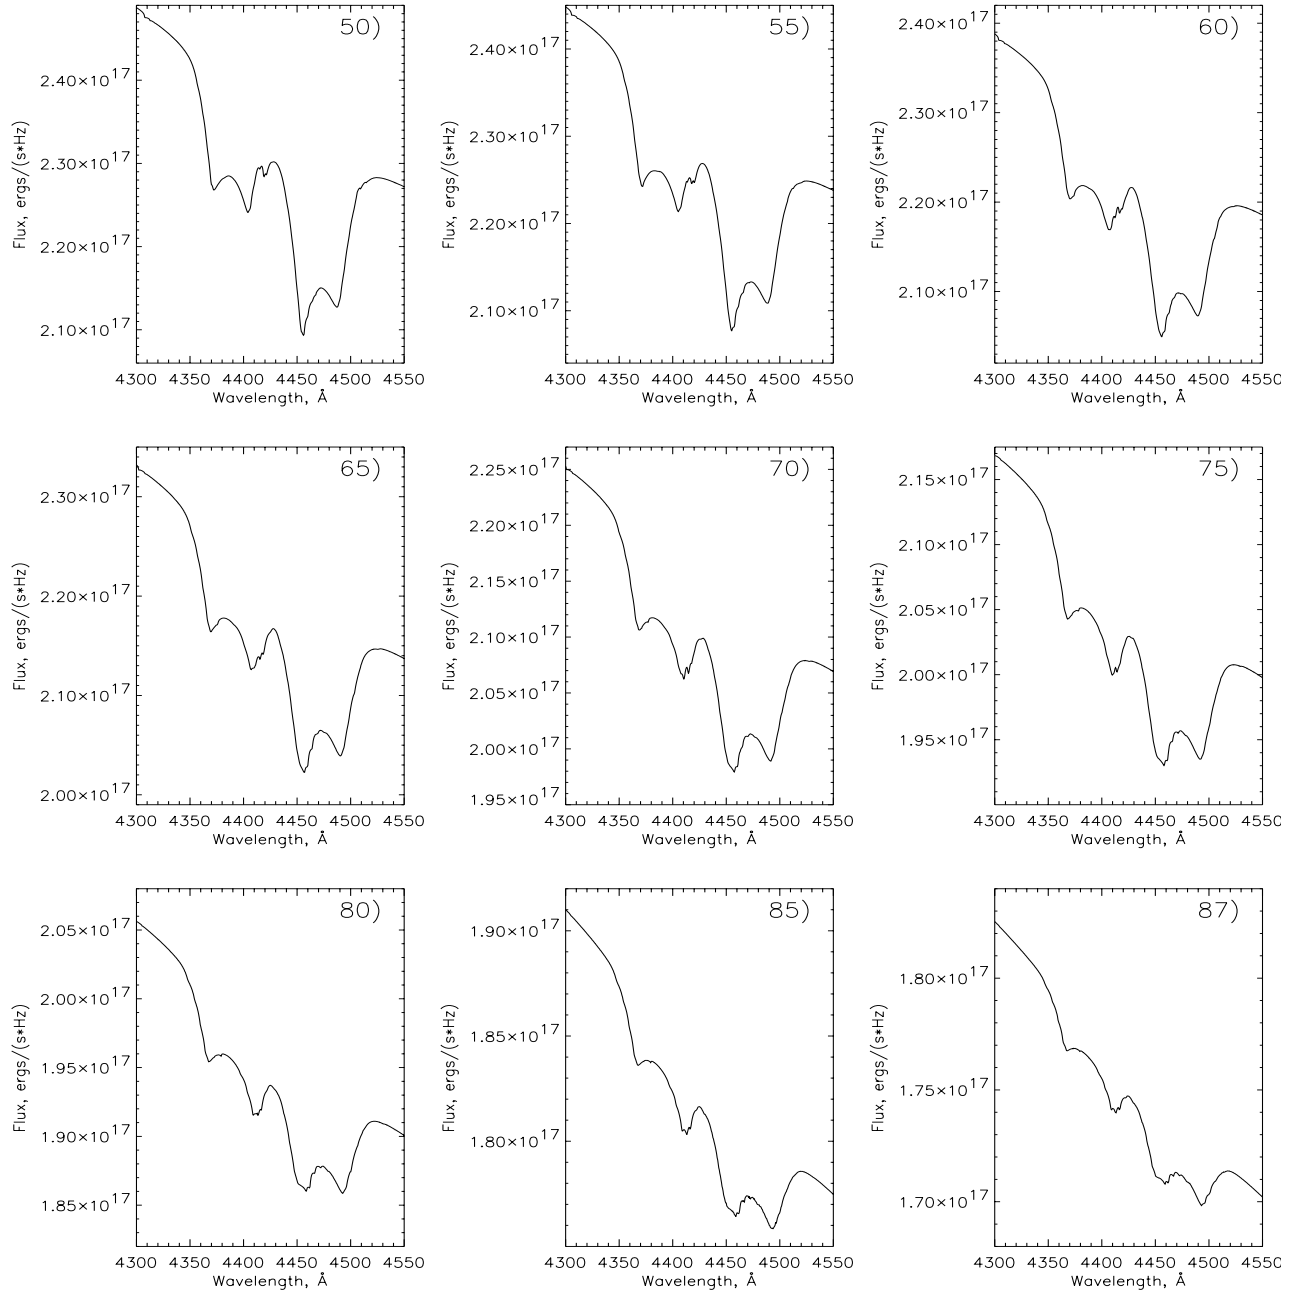 50)
2.40×10^17
2.30×10^17
2.20×10^17
2.10×10^17
Flux, ergs/(s*Hz)
4300 4350 4400 4450 4500 4550
Wavelength, Å
55)
2.40×10^17
2.30×10^17
2.20×10^17
2.10×10^17
Flux, ergs/(s*Hz)
4300 4350 4400 4450 4500 4550
Wavelength, Å
60)
2.40×10^17
2.30×10^17
2.20×10^17
2.10×10^17
Flux, ergs/(s*Hz)
4300 4350 4400 4450 4500 4550
Wavelength, Å
65)
2.30×10^17
2.20×10^17
2.10×10^17
2.00×10^17
Flux, ergs/(s*Hz)
4300 4350 4400 4450 4500 4550
Wavelength, Å
70)
2.25×10^17
2.20×10^17
2.15×10^17
2.10×10^17
2.05×10^17
2.00×10^17
1.95×10^17
Flux, ergs/(s*Hz)
4300 4350 4400 4450 4500 4550
Wavelength, Å
75)
2.15×10^17
2.10×10^17
2.05×10^17
2.00×10^17
1.95×10^17
Flux, ergs/(s*Hz)
4300 4350 4400 4450 4500 4550
Wavelength, Å
80)
2.05×10^17
2.00×10^17
1.95×10^17
1.90×10^17
1.85×10^17
Flux, ergs/(s*Hz)
4300 4350 4400 4450 4500 4550
Wavelength, Å
85)
1.90×10^17
1.85×10^17
1.80×10^17
Flux, ergs/(s*Hz)
4300 4350 4400 4450 4500 4550
Wavelength, Å
87)
1.80×10^17
1.75×10^17
1.70×10^17
Flux, ergs/(s*Hz)
4300 4350 4400 4450 4500 4550
Wavelength, Å